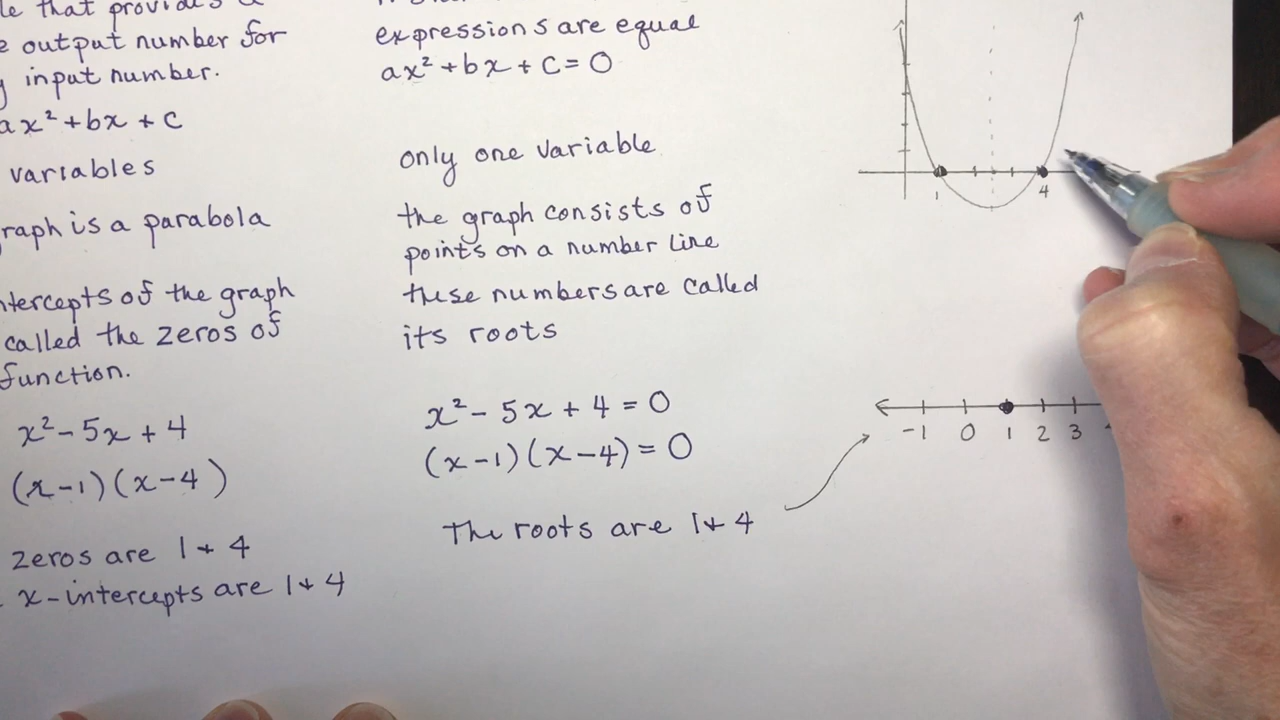 le that provides a
e output number for
y input number.
ax² + bx + c
variables
raph is a parabola
ntercepts of the graph
called the zeros of
function.
x² - 5x + 4
(x-1)(x-4)
zeros are 1 + 4
x-intercepts are 1 + 4
expressions are equal
ax² + bx + c = 0
only one variable
the graph consists of
points on a number line
these numbers are called
its roots
x² - 5x + 4 = 0
(x-1)(x-4) = 0
The roots are 1 + 4
1 4
-1 0 1 2 3